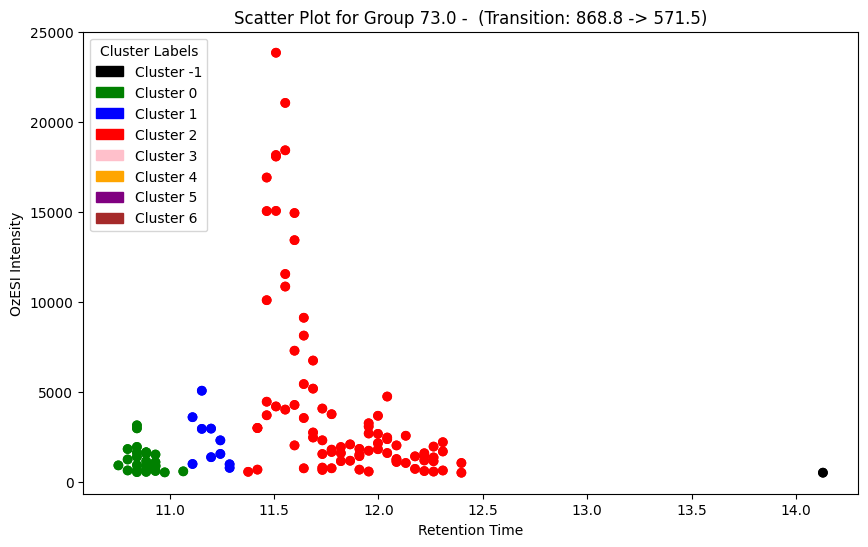 Scatter Plot for Group 73.0 -  (Transition: 868.8 -> 571.5)
25000
20000
15000
10000
5000
0
OzESI Intensity
Cluster Labels
Cluster -1
Cluster 0
Cluster 1
Cluster 2
Cluster 3
Cluster 4
Cluster 5
Cluster 6
11.0 11.5 12.0 12.5 13.0 13.5 14.0
Retention Time